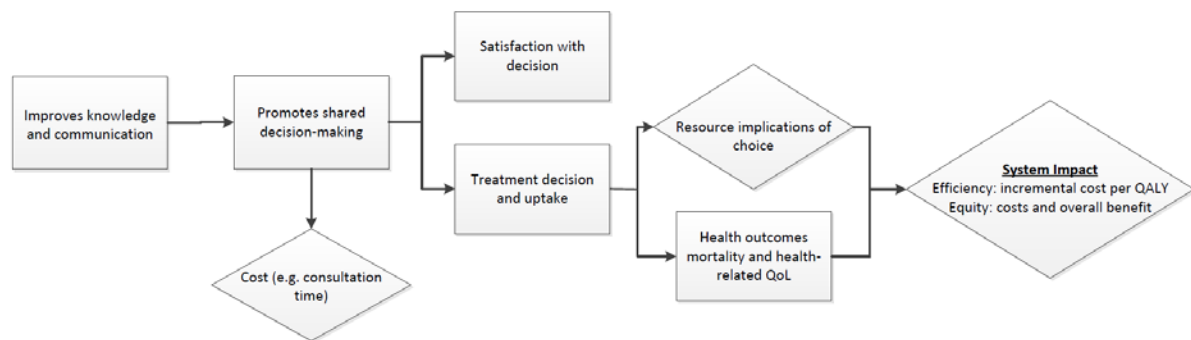 Improves knowledge
and communication
Promotes shared
decision-making
Cost (e.g. consultation
time)
Satisfaction with
decision
Treatment decision
and uptake
Resource implications of
choice
Health outcomes
mortality and health-
related QoL
System Impact
Efficiency: incremental cost per QALY
Equity: costs and overall benefit